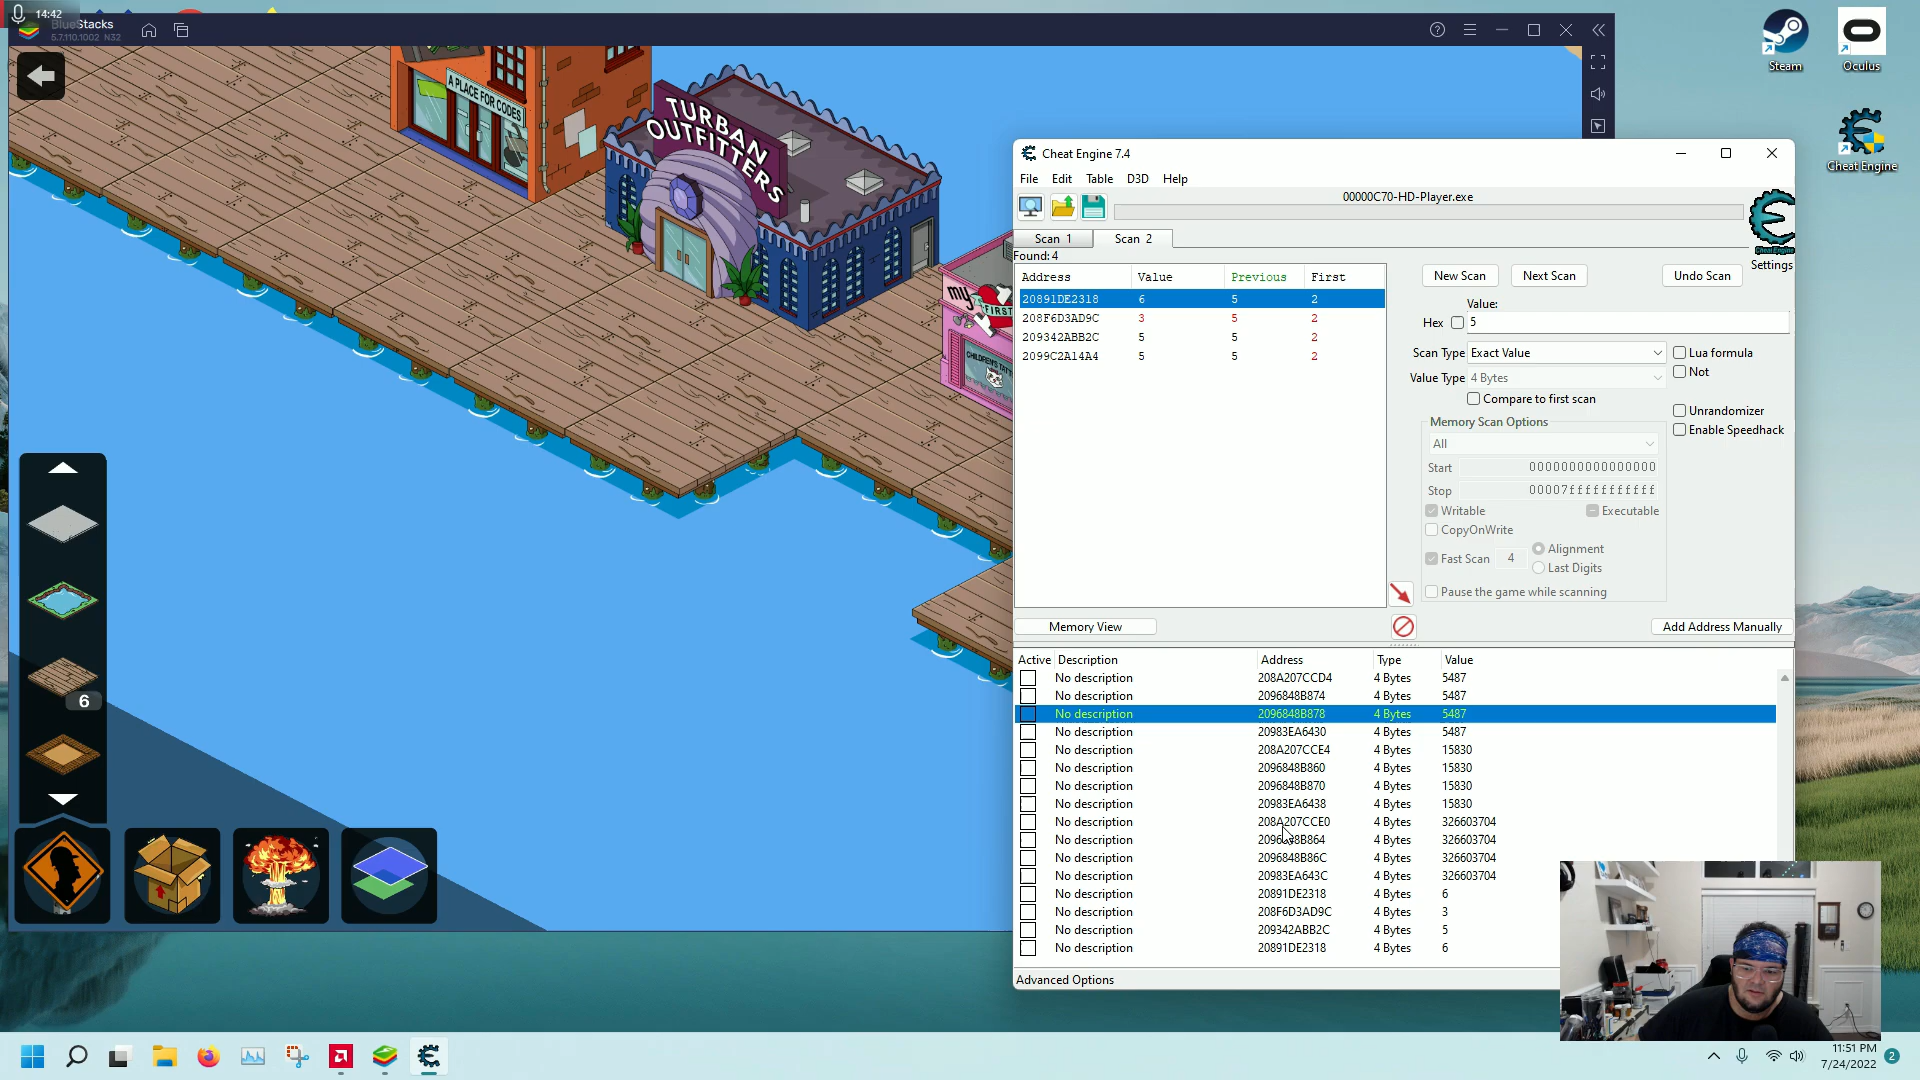 14:42
BlueStacks
5.7.110.1002 N32
A PLACE FOR CODES
TURBAN
OUTFITTERS
my
FIRST
CHILDREN'S
6
Steam
Oculus
Cheat Engine
Cheat Engine 7.4
File Edit Table D3D Help
00000C70-HD-Player.exe
Cheat Engine
Settings
Scan 1 Scan 2
Found: 4
Address Value Previous First
20891DE2318 6 5 2
208F6D3AD9C 3 5 2
209342ABB2C 5 5 2
2099C2A14A4 5 5 2
New Scan Next Scan Undo Scan
Value:
Hex 5
Scan Type Exact Value Lua formula
Not
Value Type 4 Bytes
Compare to first scan
Unrandomizer
Enable Speedhack
Memory Scan Options
All
Start 0000000000000000
Stop 00007fffffffffff
Writable Executable
CopyOnWrite
Fast Scan 4 Alignment
Last Digits
Pause the game while scanning
Memory View Add Address Manually
Active Description Address Type Value
No description 208A207CCD4 4 Bytes 5487
No description 2096848B874 4 Bytes 5487
No description 2096848B878 4 Bytes 5487
No description 20983EA6430 4 Bytes 5487
No description 208A207CCE4 4 Bytes 15830
No description 2096848B860 4 Bytes 15830
No description 2096848B870 4 Bytes 15830
No description 20983EA6438 4 Bytes 15830
No description 208A207CCE0 4 Bytes 326603704
No description 2096848B864 4 Bytes 326603704
No description 2096848B86C 4 Bytes 326603704
No description 20983EA643C 4 Bytes 326603704
No description 20891DE2318 4 Bytes 6
No description 208F6D3AD9C 4 Bytes 3
No description 209342ABB2C 4 Bytes 5
No description 20891DE2318 4 Bytes 6
Advanced Options
11:51 PM
7/24/2022
2